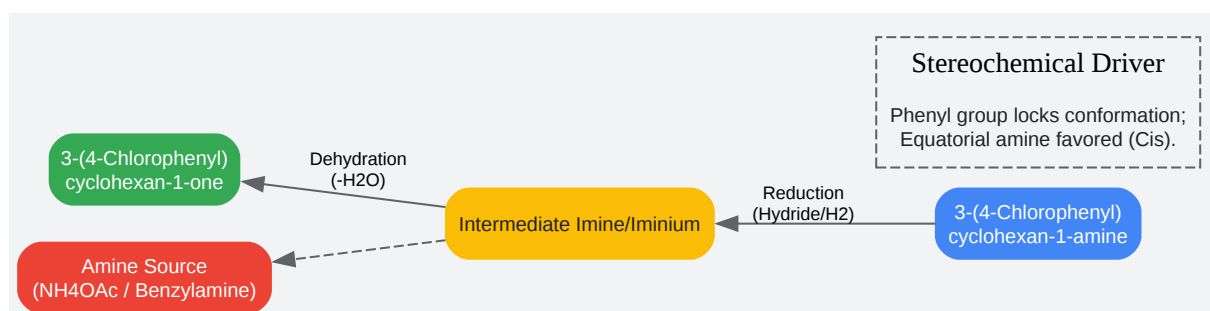 Stereochemical Driver
Phenyl group locks conformation;
Equatorial amine favored (Cis).
3-(4-Chlorophenyl)
cyclohexan-1-one
Dehydration
(-H2O)
Intermediate Imine/Iminium
Reduction
(Hydride/H2)
3-(4-Chlorophenyl)
cyclohexan-1-amine
Amine Source
(NH4OAc / Benzylamine)